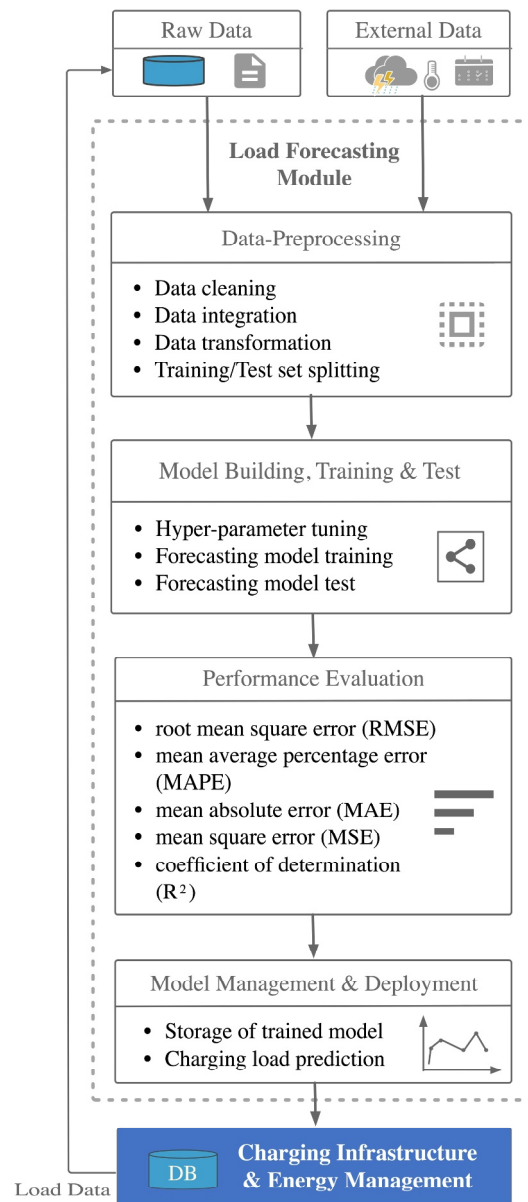 Raw Data
External Data
Load Forecasting
Module
Data-Preprocessing
• Data cleaning
• Data integration
• Data transformation
• Training/Test set splitting
Model Building, Training & Test
• Hyper-parameter tuning
• Forecasting model training
• Forecasting model test
Performance Evaluation
• root mean square error (RMSE)
• mean average percentage error
(MAPE)
• mean absolute error (MAE)
• mean square error (MSE)
• coefficient of determination
(R²)
Model Management & Deployment
• Storage of trained model
• Charging load prediction
DB
Charging Infrastructure
& Energy Management
Load Data